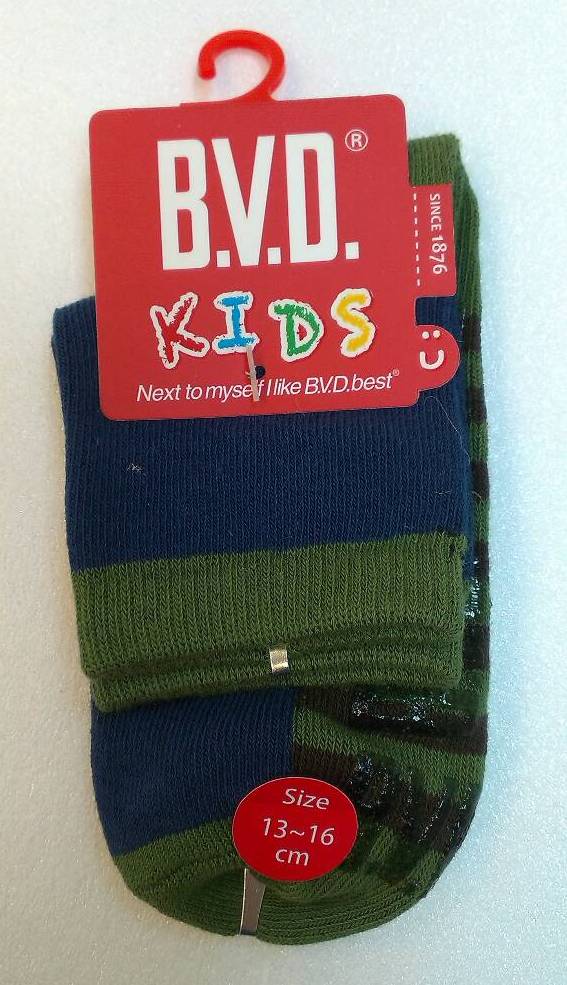 B.V.D.®
SINCE 1876
KIDS
Next to myself I like B.V.D. best®
Size
13~16
cm